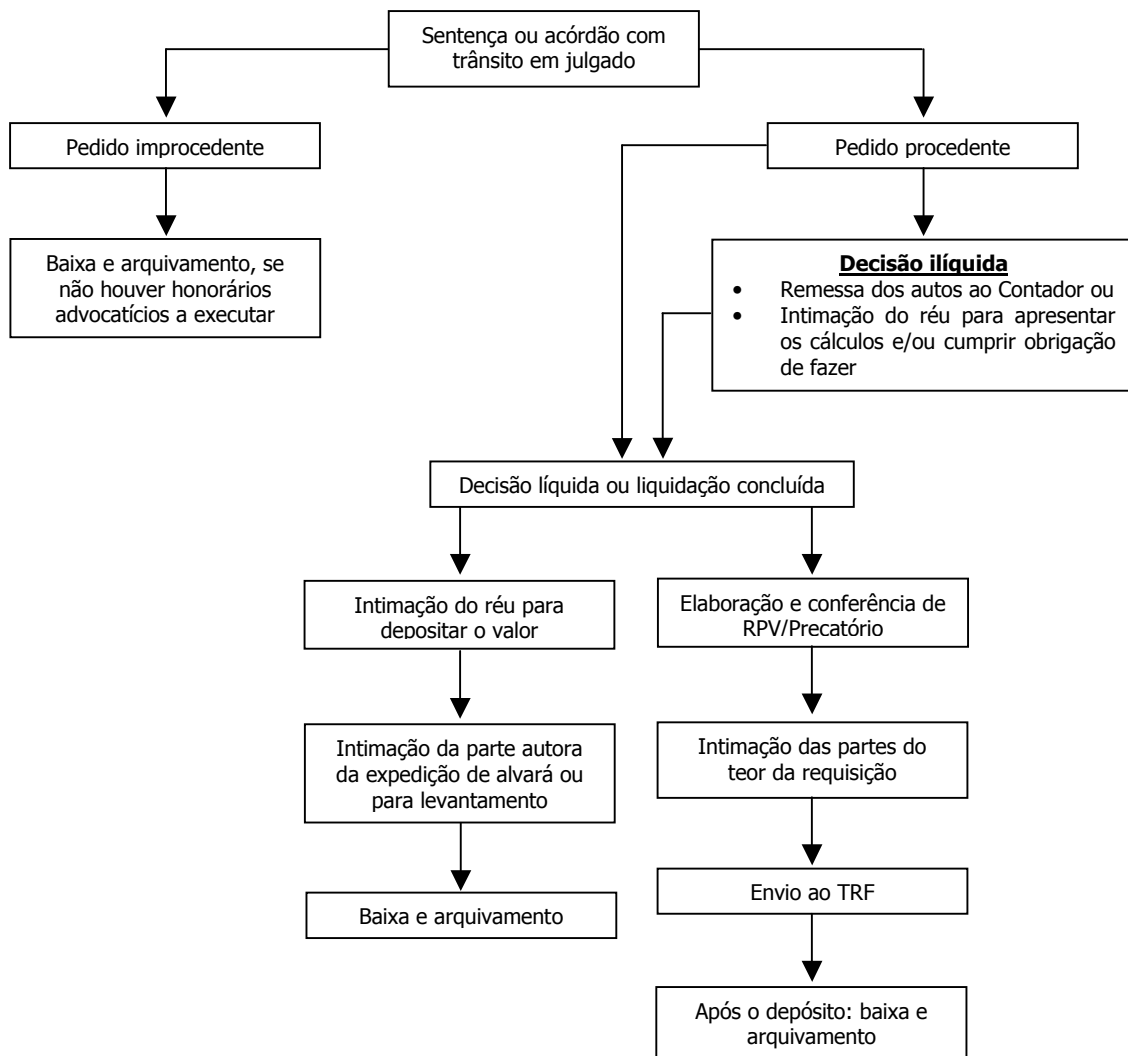 Sentença ou acórdão com
trânsito em julgado
Pedido improcedente
Pedido procedente
Baixa e arquivamento, se
não houver honorários
advocatícios a executar
Decisão ilíquida
• Remessa dos autos ao Contador ou
• Intimação do réu para apresentar
os cálculos e/ou cumprir obrigação
de fazer
Decisão líquida ou liquidação concluída
Intimação do réu para
depositar o valor
Elaboração e conferência de
RPV/Precatório
Intimação da parte autora
da expedição de alvará ou
para levantamento
Intimação das partes do
teor da requisição
Baixa e arquivamento
Envio ao TRF
Após o depósito: baixa e
arquivamento